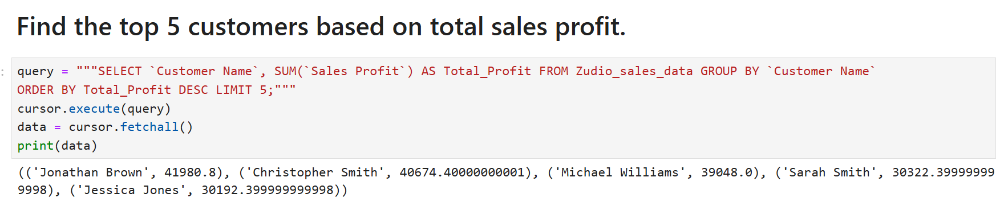 Find the top 5 customers based on total sales profit.
:
query = """SELECT `Customer Name`, SUM(`Sales Profit`) AS Total_Profit FROM Zudio_sales_data GROUP BY `Customer Name`
ORDER BY Total_Profit DESC LIMIT 5;"""
cursor.execute(query)
data = cursor.fetchall()
print(data)
(('Jonathan Brown', 41980.8), ('Christopher Smith', 40674.40000000001), ('Michael Williams', 39048.0), ('Sarah Smith', 30322.39999999
9998), ('Jessica Jones', 30192.399999999998))